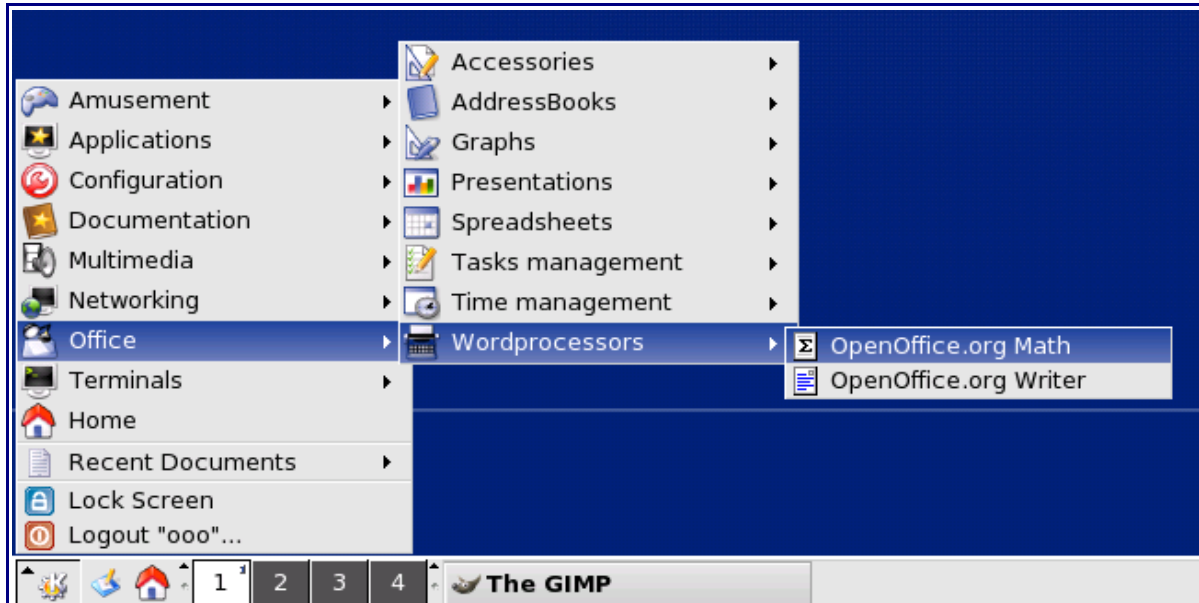 Amusement
Applications
Configuration
Documentation
Multimedia
Networking
Office
Terminals
Home
Recent Documents
Lock Screen
Logout "ooo"...
Accessories
AddressBooks
Graphs
Presentations
Spreadsheets
Tasks management
Time management
Wordprocessors
OpenOffice.org Math
OpenOffice.org Writer
1 2 3 4 The GIMP